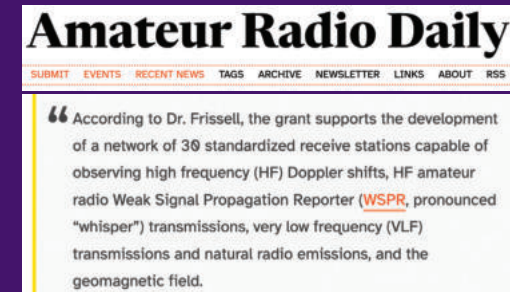 Amateur Radio Daily
SUBMIT EVENTS RECENT NEWS TAGS ARCHIVE NEWSLETTER LINKS ABOUT RSS
“ According to Dr. Frissell, the grant supports the development
of a network of 30 standardized receive stations capable of
observing high frequency (HF) Doppler shifts, HF amateur
radio Weak Signal Propagation Reporter (WSPR, pronounced
“whisper”) transmissions, very low frequency (VLF)
transmissions and natural radio emissions, and the
geomagnetic field.